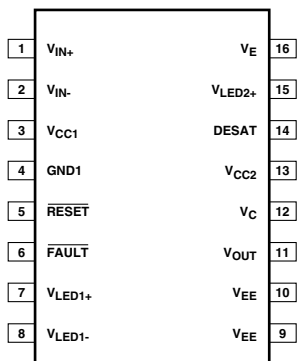 1 VIN+ VE 16
2 VIN- VLED2+ 15
3 VCC1 DESAT 14
4 GND1 VCC2 13
5 RESET VC 12
6 FAULT VOUT 11
7 VLED1+ VEE 10
8 VLED1- VEE 9